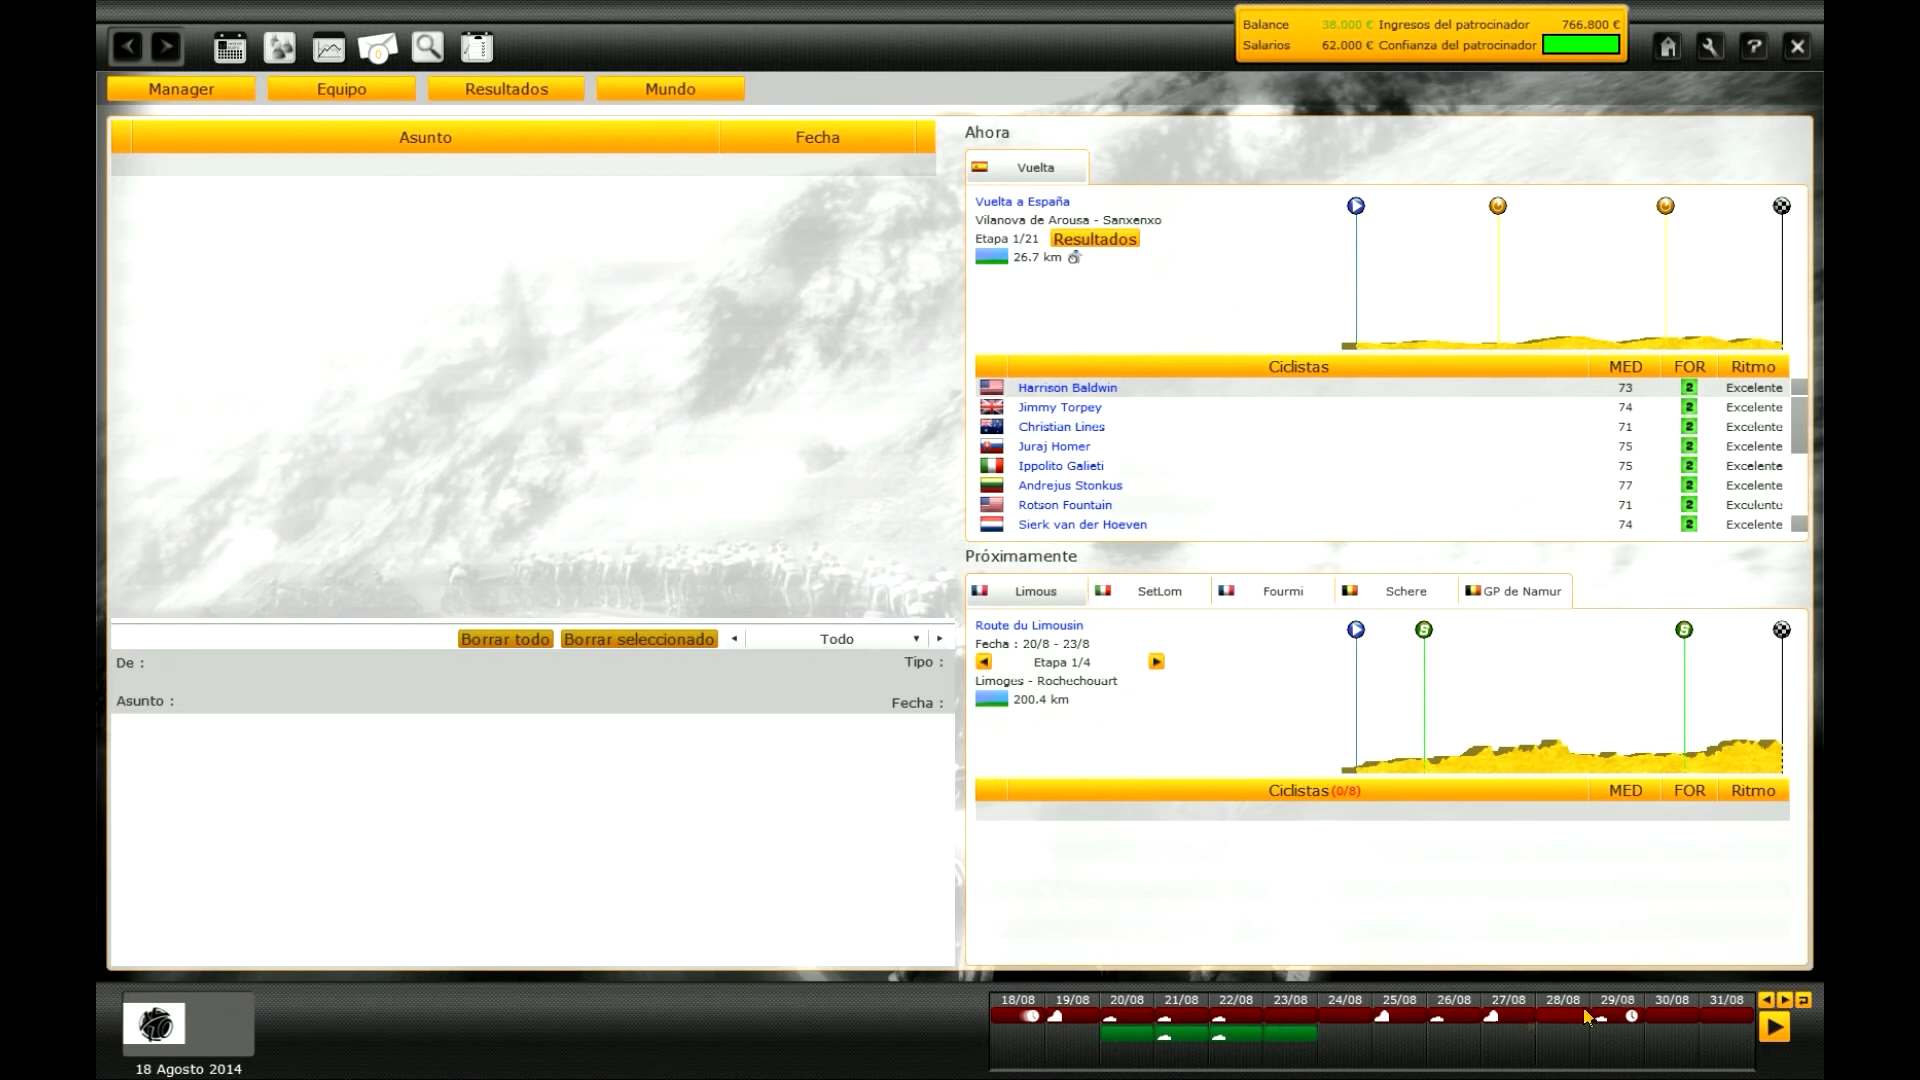 Balance 38.000 € Ingresos del patrocinador 766.800 €
Salarios 62.000 € Confianza del patrocinador
Manager Equipo Resultados Mundo
Asunto Fecha
Borrar todo Borrar seleccionado Todo
De : Tipo :
Asunto : Fecha :
Ahora
Vuelta
Vuelta a España
Vilanova de Arousa - Sanxenxo
Etapa 1/21 Resultados
26.7 km
Ciclistas MED FOR Ritmo
Harrison Baldwin 73 2 Excelente
Jimmy Torpey 74 2 Excelente
Christian Lines 71 2 Excelente
Juraj Homer 75 2 Excelente
Ippolito Galieti 75 2 Excelente
Andrejus Stonkus 77 2 Excelente
Rotson Fountain 71 2 Excelente
Sierk van der Hoeven 74 2 Excelente
Próximamente
Limous SetLom Fourmi Schere GP de Namur
Route du Limousin
Fecha : 20/8 - 23/8
Etapa 1/4
Limoges - Rochechouart
200.4 km
S S
Ciclistas (0/8) MED FOR Ritmo
18/08 19/08 20/08 21/08 22/08 23/08 24/08 25/08 26/08 27/08 28/08 29/08 30/08 31/08
18 Agosto 2014